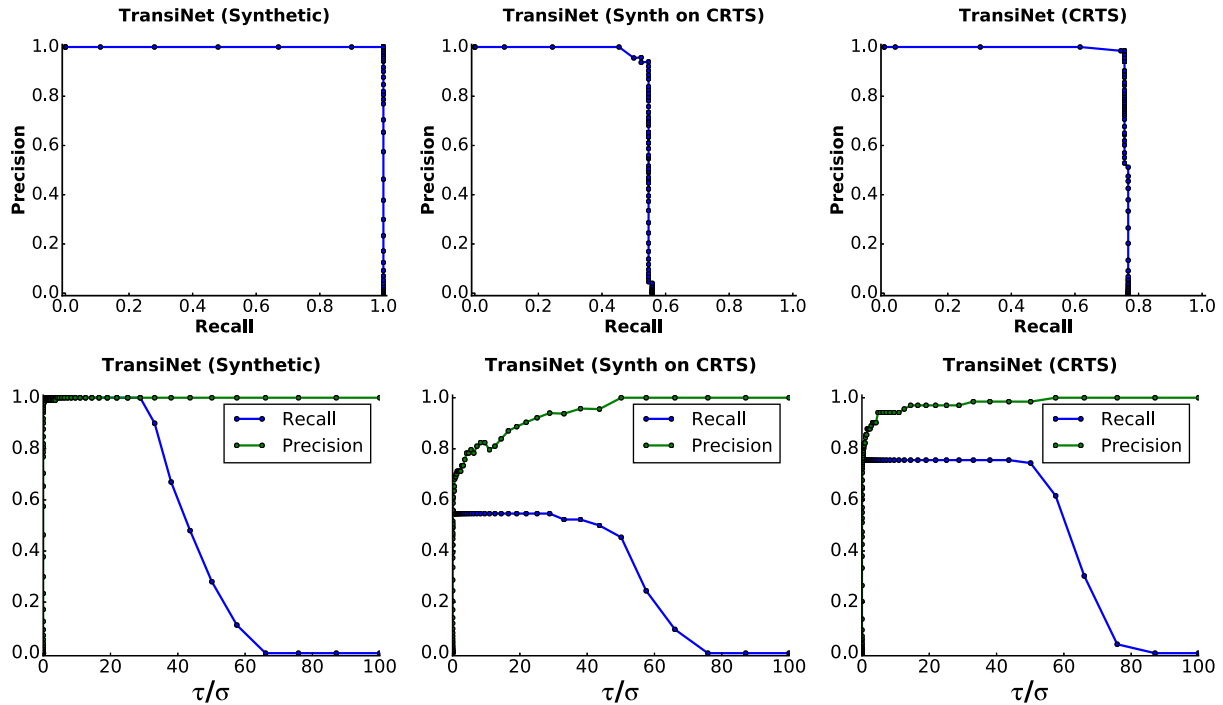 TransiNet (Synthetic)
TransiNet (Synth on CRTS)
TransiNet (CRTS)
Precision
1.0
0.8
0.6
0.4
0.2
0.0
0.0 0.2 0.4 0.6 0.8 1.0
Recall
Precision
1.0
0.8
0.6
0.4
0.2
0.0
0.0 0.2 0.4 0.6 0.8 1.0
Recall
Precision
1.0
0.8
0.6
0.4
0.2
0.0
0.0 0.2 0.4 0.6 0.8 1.0
Recall
TransiNet (Synthetic)
TransiNet (Synth on CRTS)
TransiNet (CRTS)
1.0
0.8
0.6
0.4
0.2
0.0
Recall
Precision
0 20 40 60 80 100
τ/σ
1.0
0.8
0.6
0.4
0.2
0.0
Recall
Precision
0 20 40 60 80 100
τ/σ
1.0
0.8
0.6
0.4
0.2
0.0
Recall
Precision
0 20 40 60 80 100
τ/σ